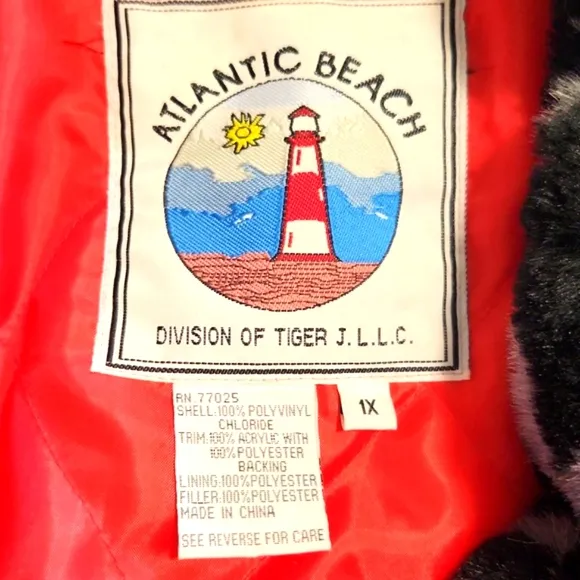 ATLANTIC BEACH
DIVISION OF TIGER J.L.L.C.
RN 77025
SHELL:100% POLYVINYL
CHLORIDE
TRIM:100% ACRYLIC WITH
100% POLYESTER
BACKING
LINING:100% POLYESTER
FILLER:100% POLYESTER
MADE IN CHINA
SEE REVERSE FOR CARE
1X